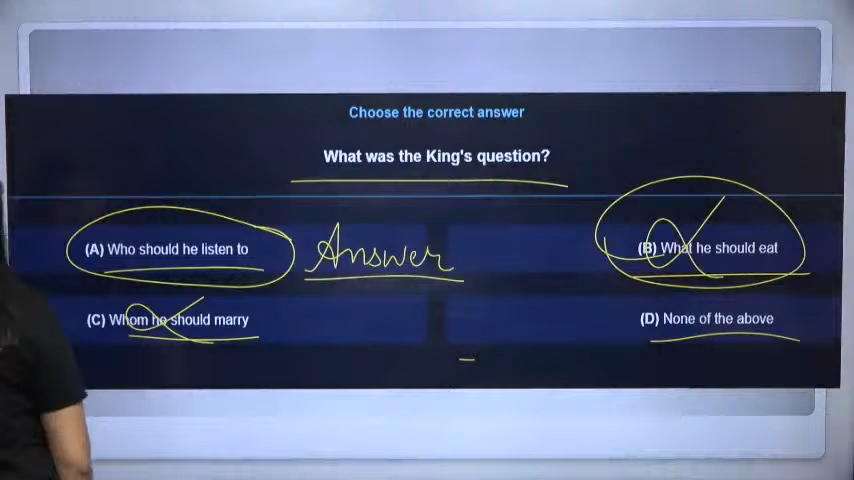 Choose the correct answer
What was the King's question?
(A) Who should he listen to
Answer
(B) What he should eat
(C) Whom he should marry
(D) None of the above